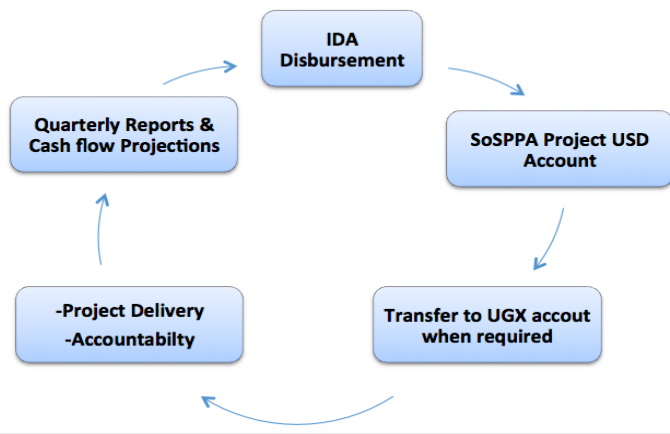 IDA
Disbursement
Quarterly Reports &
Cash flow Projections
SoSPPA Project USD
Account
-Project Delivery
-Accountabilty
Transfer to UGX accout
when required